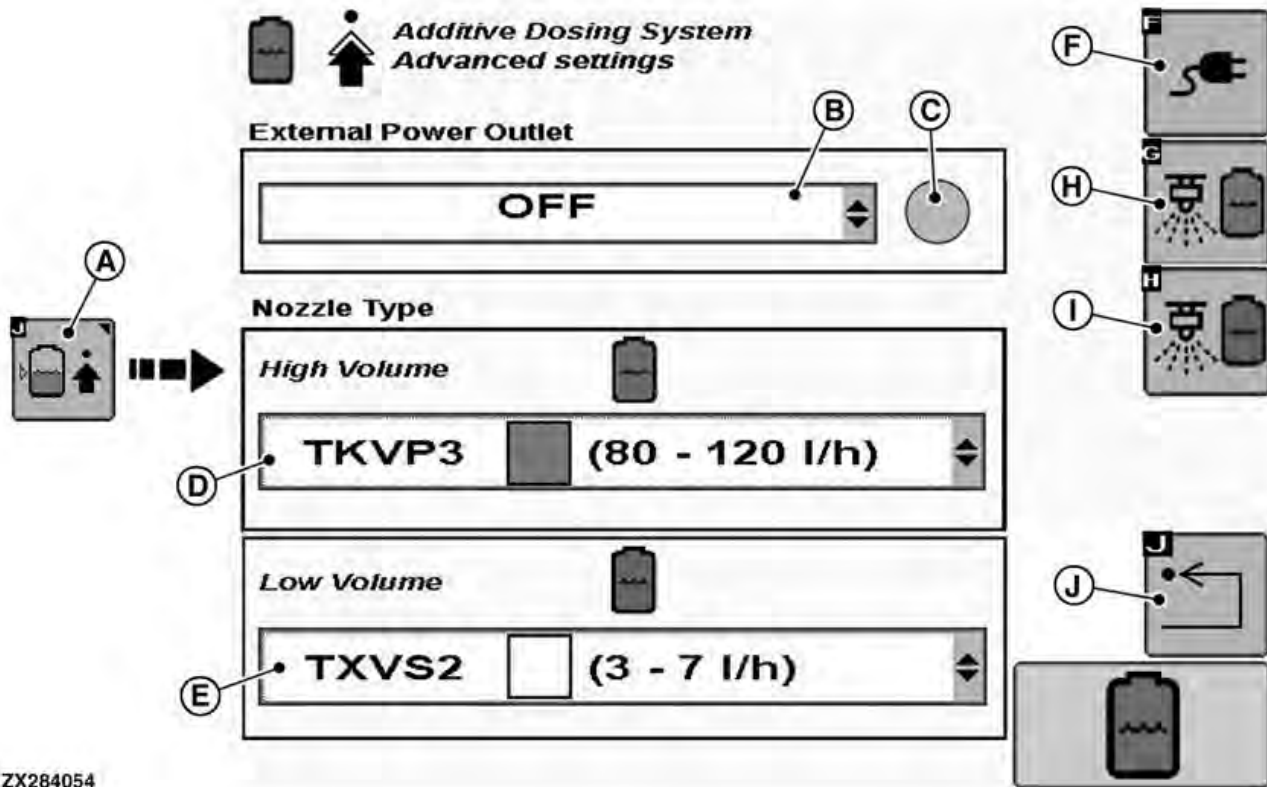 Additive Dosing System
Advanced settings
F
F
External Power Outlet
B
C
OFF
G
H
A
J
H
I
Nozzle Type
High Volume
TKVP3 (80 - 120 l/h)
D
Low Volume
J
J
TXVS2 (3 - 7 l/h)
E
ZX284054